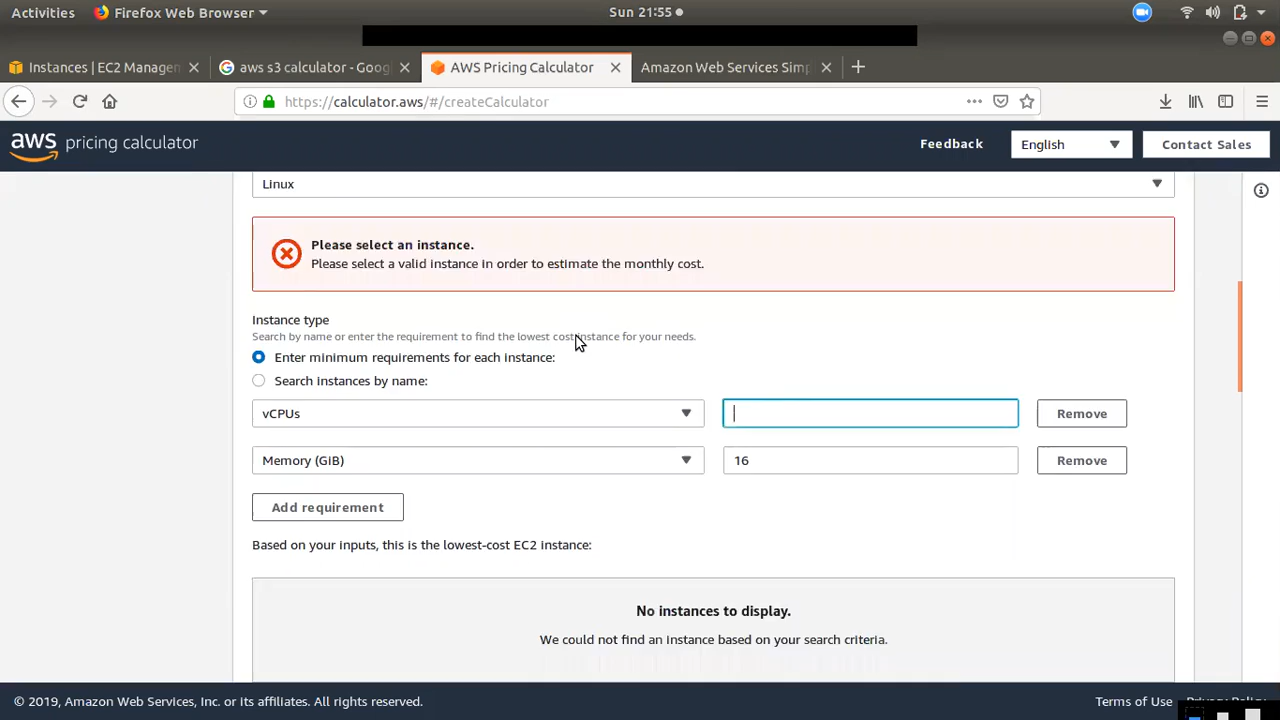 Activities
Firefox Web Browser
Sun 21:55
Instances | EC2 Managem
aws s3 calculator - Goog
AWS Pricing Calculator
Amazon Web Services Simp
https://calculator.aws/#/createCalculator
aws pricing calculator
Feedback
English
Contact Sales
Linux
Please select an instance.
Please select a valid instance in order to estimate the monthly cost.
Instance type
Search by name or enter the requirement to find the lowest cost instance for your needs.
Enter minimum requirements for each instance:
Search instances by name:
vCPUs
Remove
Memory (GiB)
16
Remove
Add requirement
Based on your inputs, this is the lowest-cost EC2 instance:
No instances to display.
We could not find an instance based on your search criteria.
© 2019, Amazon Web Services, Inc. or its affiliates. All rights reserved.
Terms of Use
Privacy Policy